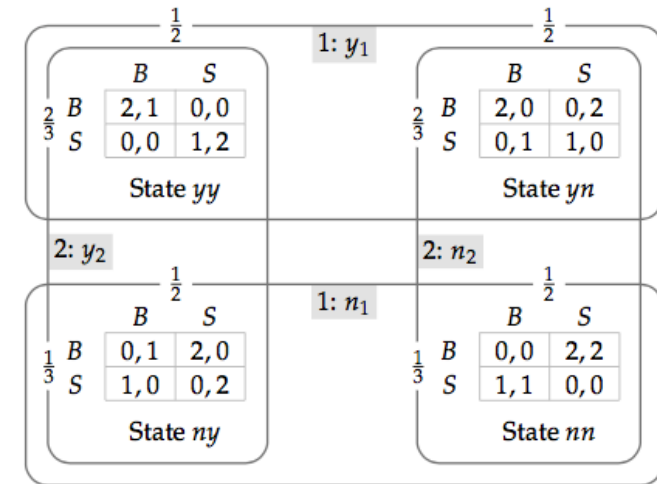 1/2 1/2
1: y₁
B S B S
2/3 B 2, 1 0, 0 2/3 B 2, 0 0, 2
S 0, 0 1, 2 S 0, 1 1, 0
State yy State yn
2: y₂ 2: n₂
1/2 1/2
1: n₁
B S B S
1/3 B 0, 1 2, 0 1/3 B 0, 0 2, 2
S 1, 0 0, 2 S 1, 1 0, 0
State ny State nn